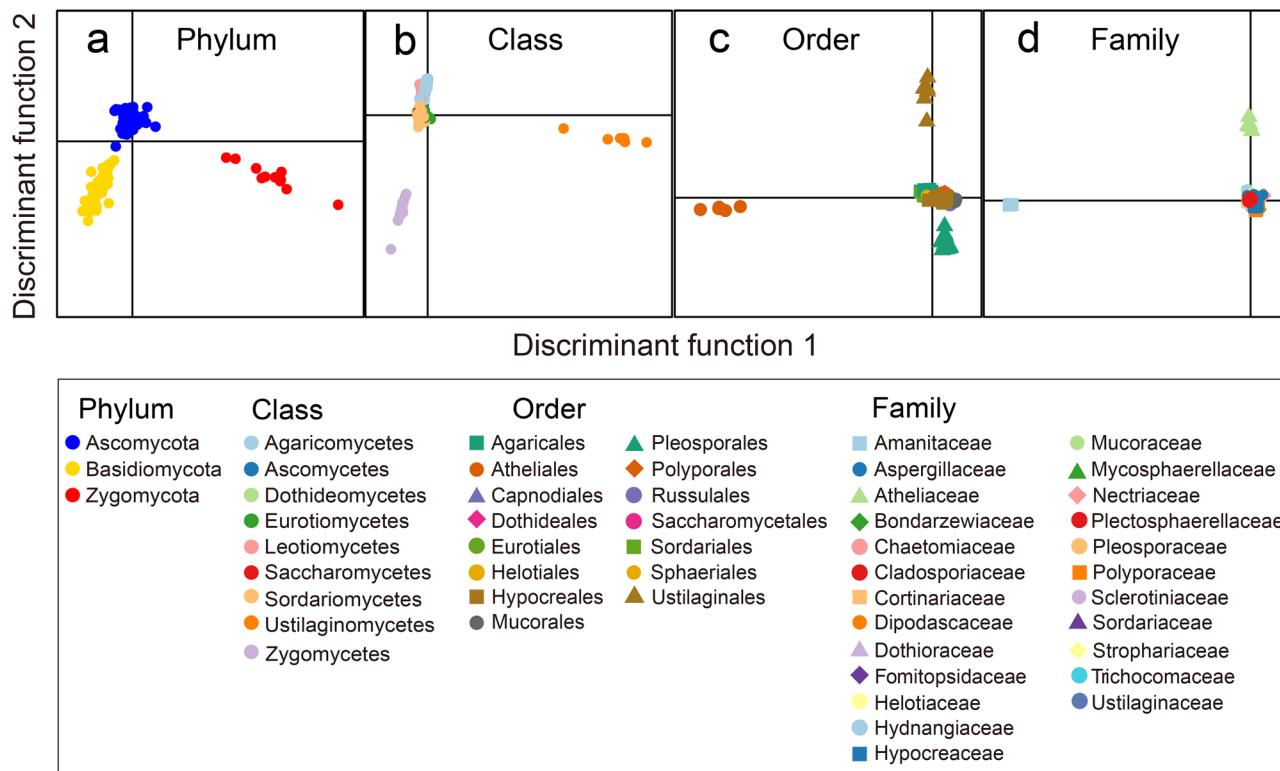 a Phylum
b Class
c Order
d Family
Discriminant function 2
Discriminant function 1
Phylum
Ascomycota
Basidiomycota
Zygomycota
Class
Agaricomycetes
Ascomycetes
Dothideomycetes
Eurotiomycetes
Leotiomycetes
Saccharomycetes
Sordariomycetes
Ustilaginomycetes
Zygomycetes
Order
Agaricales
Atheliales
Capnodiales
Dothideales
Eurotiales
Helotiales
Hypocreales
Mucorales
Pleosporales
Polyporales
Russulales
Saccharomycetales
Sordariales
Sphaeriales
Ustilaginales
Family
Amanitaceae
Aspergillaceae
Atheliaceae
Bondarzewiaceae
Chaetomiaceae
Cladosporiaceae
Cortinariaceae
Dipodascaceae
Dothioraceae
Fomitopsidaceae
Helotiaceae
Hydnangiaceae
Hypocreaceae
Mucoraceae
Mycosphaerellaceae
Nectriaceae
Plectosphaerellaceae
Pleosporaceae
Polyporaceae
Sclerotiniaceae
Sordariaceae
Strophariaceae
Trichocomaceae
Ustilaginaceae